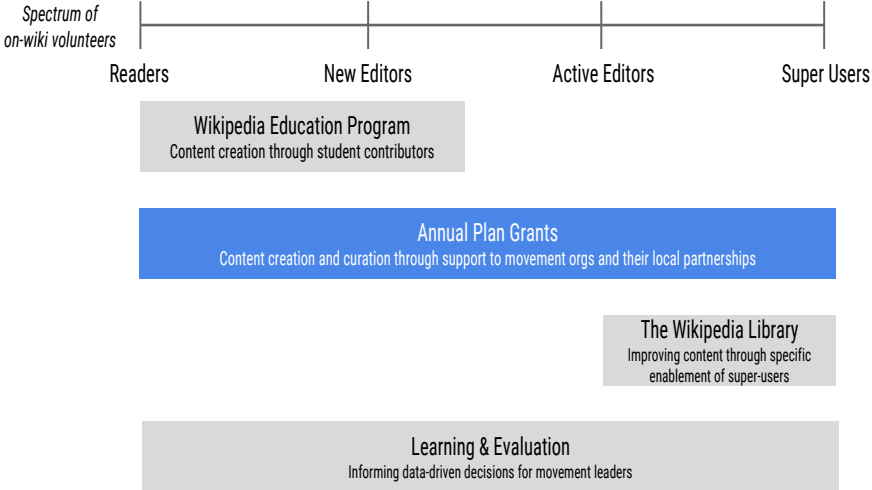 Spectrum of
on-wiki volunteers
Readers
New Editors
Active Editors
Super Users
Wikipedia Education Program
Content creation through student contributors
Annual Plan Grants
Content creation and curation through support to movement orgs and their local partnerships
The Wikipedia Library
Improving content through specific
enablement of super-users
Learning & Evaluation
Informing data-driven decisions for movement leaders